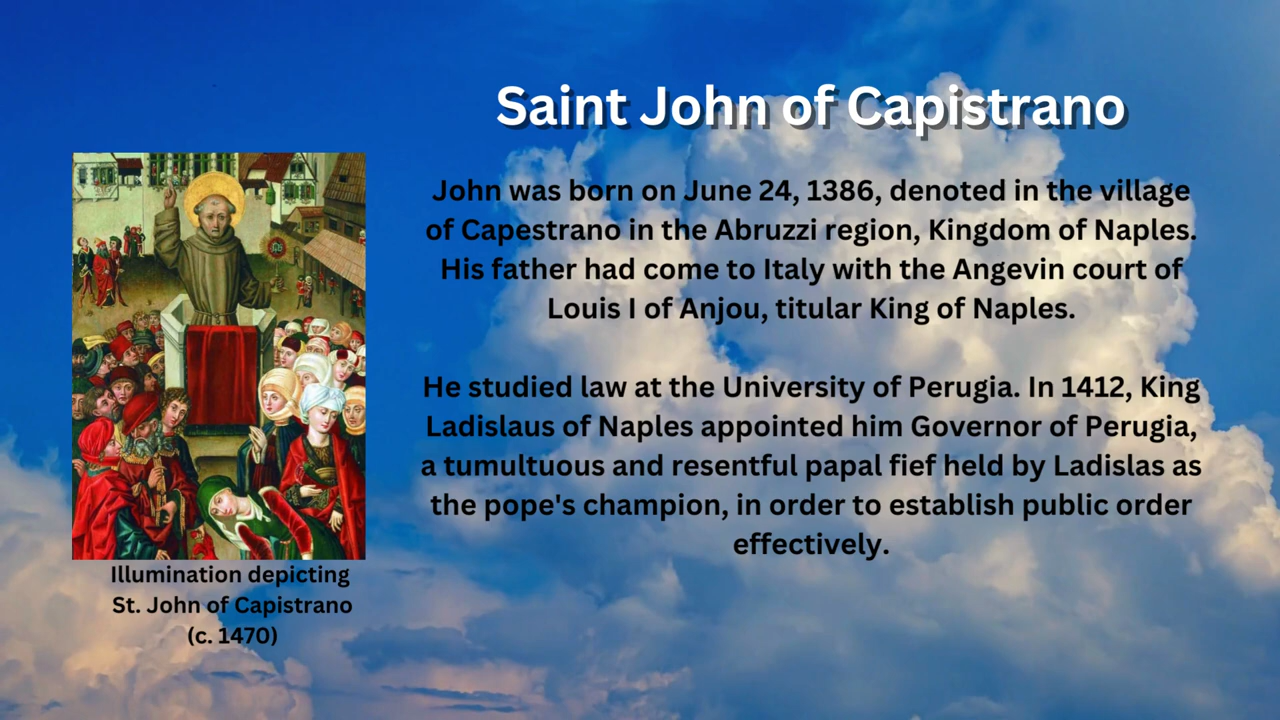 Saint John of Capistrano
John was born on June 24, 1386, denoted in the village
of Capestrano in the Abruzzi region, Kingdom of Naples.
His father had come to Italy with the Angevin court of
Louis I of Anjou, titular King of Naples.
He studied law at the University of Perugia. In 1412, King
Ladislaus of Naples appointed him Governor of Perugia,
a tumultuous and resentful papal fief held by Ladislas as
the pope's champion, in order to establish public order
effectively.
Illumination depicting
St. John of Capistrano
(c. 1470)